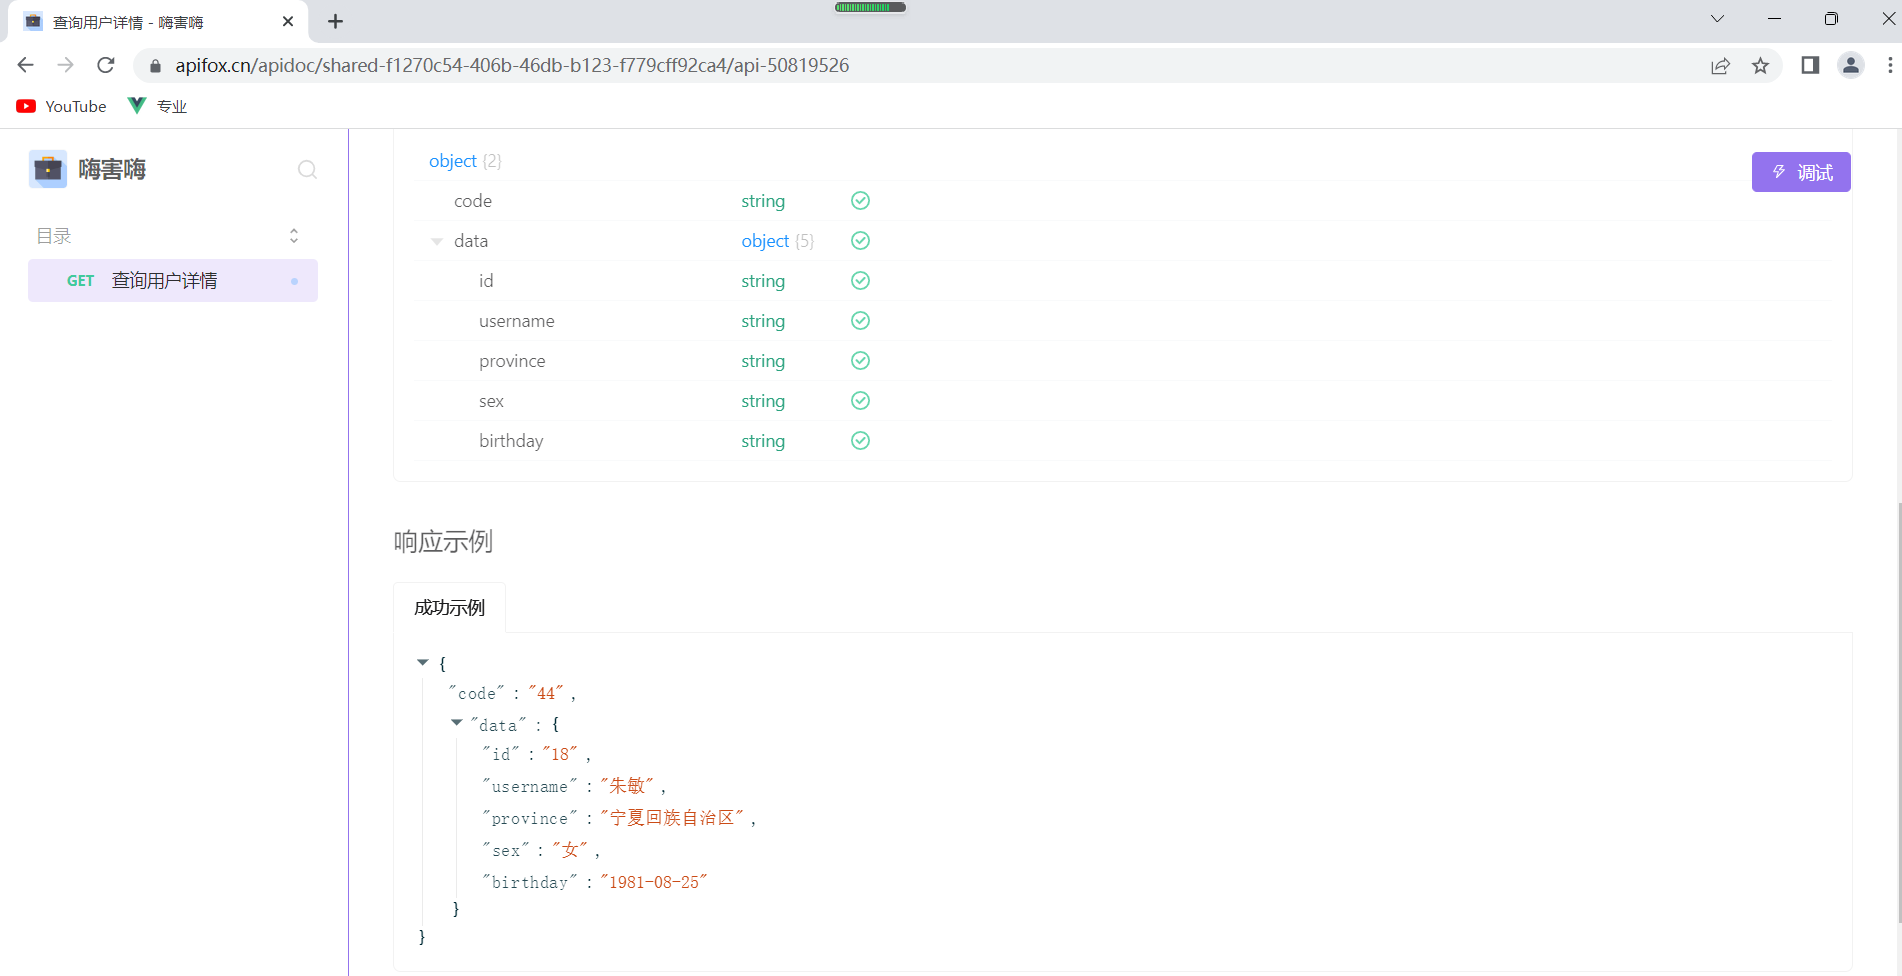 查询用户详情 - 嗨害嗨
apifox.cn/apidoc/shared-f1270c54-406b-46db-b123-f779cff92ca4/api-50819526
YouTube 专业
嗨害嗨
目录
GET 查询用户详情
object {2}
调试
code string
data object {5}
id string
username string
province string
sex string
birthday string
响应示例
成功示例
{
"code" : "44" ,
"data" : {
"id" : "18" ,
"username" : "朱敏" ,
"province" : "宁夏回族自治区" ,
"sex" : "女" ,
"birthday" : "1981-08-25"
}
}